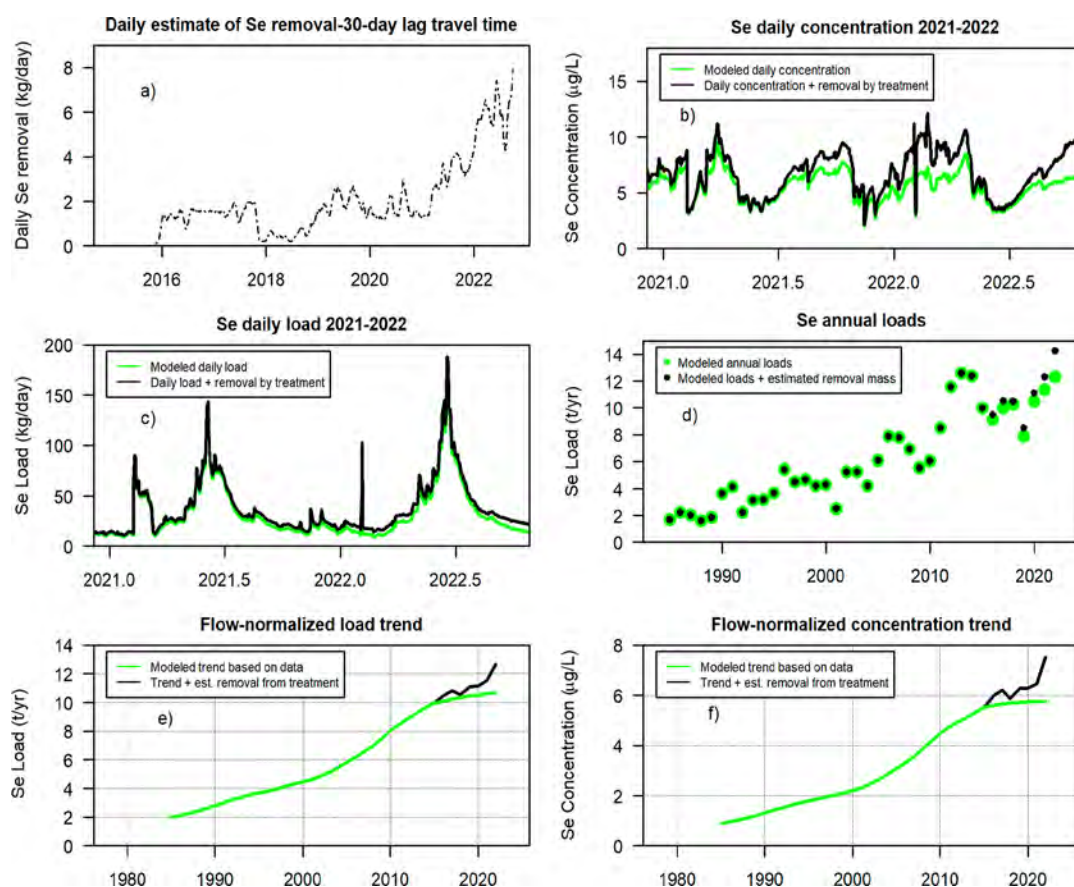 Daily estimate of Se removal-30-day lag travel time
Daily Se removal (kg/day)
8
6
4
2
0
a)
2016 2018 2020 2022
Se daily concentration 2021-2022
Se Concentration (µg/L)
15
10
5
0
Modeled daily concentration
Daily concentration + removal by treatment
b)
2021.0 2021.5 2022.0 2022.5
Se daily load 2021-2022
Se Load (kg/day)
200
150
100
50
0
Modeled daily load
Daily load + removal by treatment
c)
2021.0 2021.5 2022.0 2022.5
Se annual loads
Se Load (t/yr)
14
12
10
8
6
4
2
0
Modeled annual loads
Modeled loads + estimated removal mass
d)
1990 2000 2010 2020
Flow-normalized load trend
Se Load (t/yr)
14
12
10
8
6
4
2
0
Modeled trend based on data
Trend + est. removal from treatment
e)
1980 1990 2000 2010 2020
Flow-normalized concentration trend
Se Concentration (µg/L)
8
6
4
2
0
Modeled trend based on data
Trend + est. removal from treatment
f)
1980 1990 2000 2010 2020